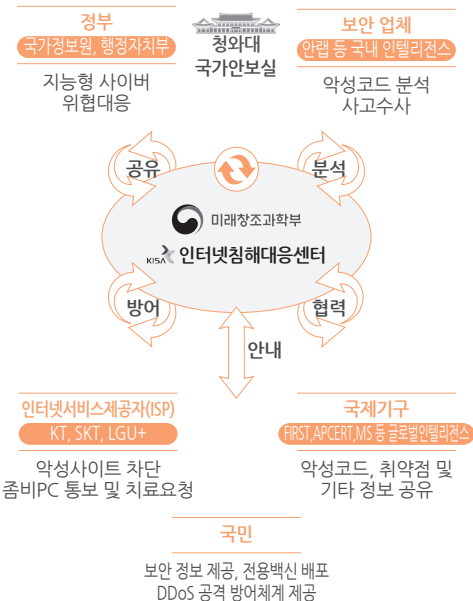 정부
국가정보원, 행정자치부
지능형 사이버
위협대응
청와대
국가안보실
보안 업체
안랩 등 국내 인텔리전스
악성코드 분석
사고수사
공유
분석
미래창조과학부
KISA 인터넷침해대응센터
방어
협력
안내
인터넷서비스제공자(ISP)
KT, SKT, LGU+
악성사이트 차단
좀비PC 통보 및 치료요청
국제기구
FIRST,APCERT,MS 등 글로벌인텔리전스
악성코드, 취약점 및
기타 정보 공유
국민
보안 정보 제공, 전용백신 배포
DDoS 공격 방어체계 제공